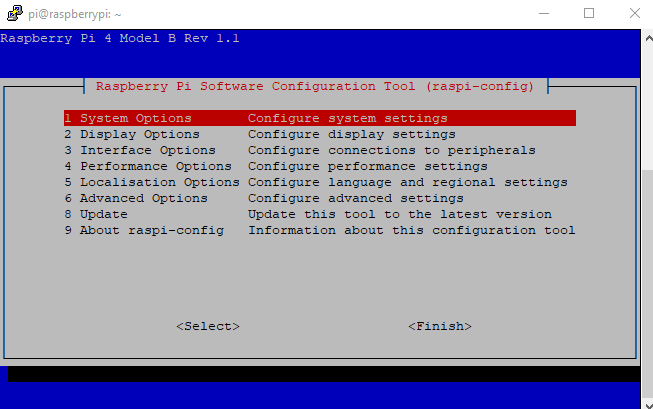 pi@raspberrypi: ~
Raspberry Pi 4 Model B Rev 1.1
Raspberry Pi Software Configuration Tool (raspi-config)
1 System Options Configure system settings
2 Display Options Configure display settings
3 Interface Options Configure connections to peripherals
4 Performance Options Configure performance settings
5 Localisation Options Configure language and regional settings
6 Advanced Options Configure advanced settings
8 Update Update this tool to the latest version
9 About raspi-config Information about this configuration tool
<Select> <Finish>